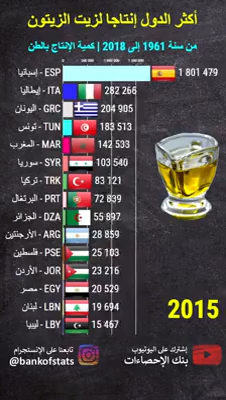 أكثر الدول إنتاجا لزيت الزيتون
من سنة 1961 إلى 2018 | كمية الإنتاج بالطن
إسبانيا - ESP 1 801 479
إيطاليا - ITA 282 266
اليونان - GRC 204 905
تونس - TUN 183 513
المغرب - MAR 142 533
سوريا - SYR 103 540
تركيا - TRK 83 121
البرتغال - PRT 72 839
الجزائر - DZA 55 897
الأرجنتين - ARG 28 859
فلسطين - PSE 25 103
الأردن - JOR 23 216
مصر - EGY 20 529
لبنان - LBN 19 694
ليبيا - LBY 15 467
2015
تابعنا على الإنستجرام
@bankofstats
إشترك على اليوتيوب
بنك الإحصاءات